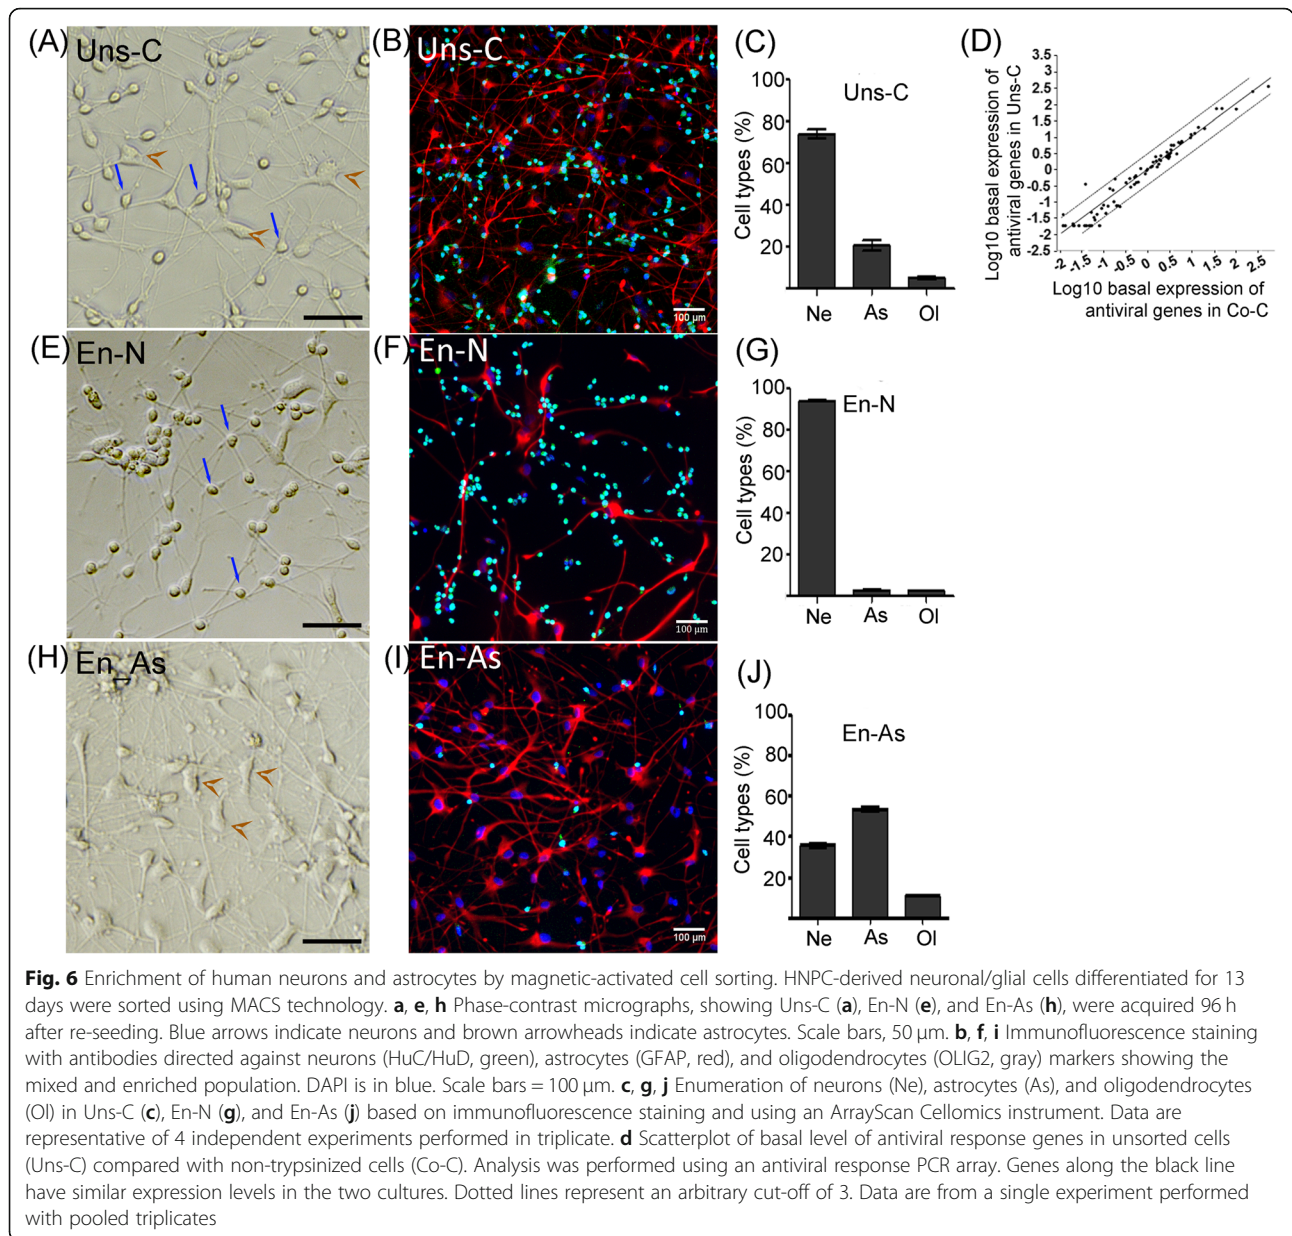 (A) Uns-C
(B) Uns-C
(C)
Uns-C
Cell types (%)
100
80
60
40
20
Ne As Ol
(D)
Log10 basal expression of
antiviral genes in Uns-C
3.5
3
2.5
2
1.5
1
0.5
0
-0.5
-1
-1.5
-2
-2.5
-2 -1.5 -1 -0.5 0 0.5 1 1.5 2 2.5
Log10 basal expression of
antiviral genes in Co-C
100 µm
(E) En-N
(F) En-N
100 µm
(G)
En-N
Cell types (%)
100
80
60
40
20
Ne As Ol
(H) En-As
(I) En-As
100 µm
(J)
En-As
Cell types (%)
100
80
60
40
20
Ne As Ol
Fig. 6 Enrichment of human neurons and astrocytes by magnetic-activated cell sorting. HNPC-derived neuronal/glial cells differentiated for 13
days were sorted using MACS technology. a, e, h Phase-contrast micrographs, showing Uns-C (a), En-N (e), and En-As (h), were acquired 96 h
after re-seeding. Blue arrows indicate neurons and brown arrowheads indicate astrocytes. Scale bars, 50 µm. b, f, i Immunofluorescence staining
with antibodies directed against neurons (HuC/HuD, green), astrocytes (GFAP, red), and oligodendrocytes (OLIG2, gray) markers showing the
mixed and enriched population. DAPI is in blue. Scale bars = 100 µm. c, g, j Enumeration of neurons (Ne), astrocytes (As), and oligodendrocytes
(Ol) in Uns-C (c), En-N (g), and En-As (j) based on immunofluorescence staining and using an ArrayScan Cellomics instrument. Data are
representative of 4 independent experiments performed in triplicate. d Scatterplot of basal level of antiviral response genes in unsorted cells
(Uns-C) compared with non-trypsinized cells (Co-C). Analysis was performed using an antiviral response PCR array. Genes along the black line
have similar expression levels in the two cultures. Dotted lines represent an arbitrary cut-off of 3. Data are from a single experiment performed
with pooled triplicates